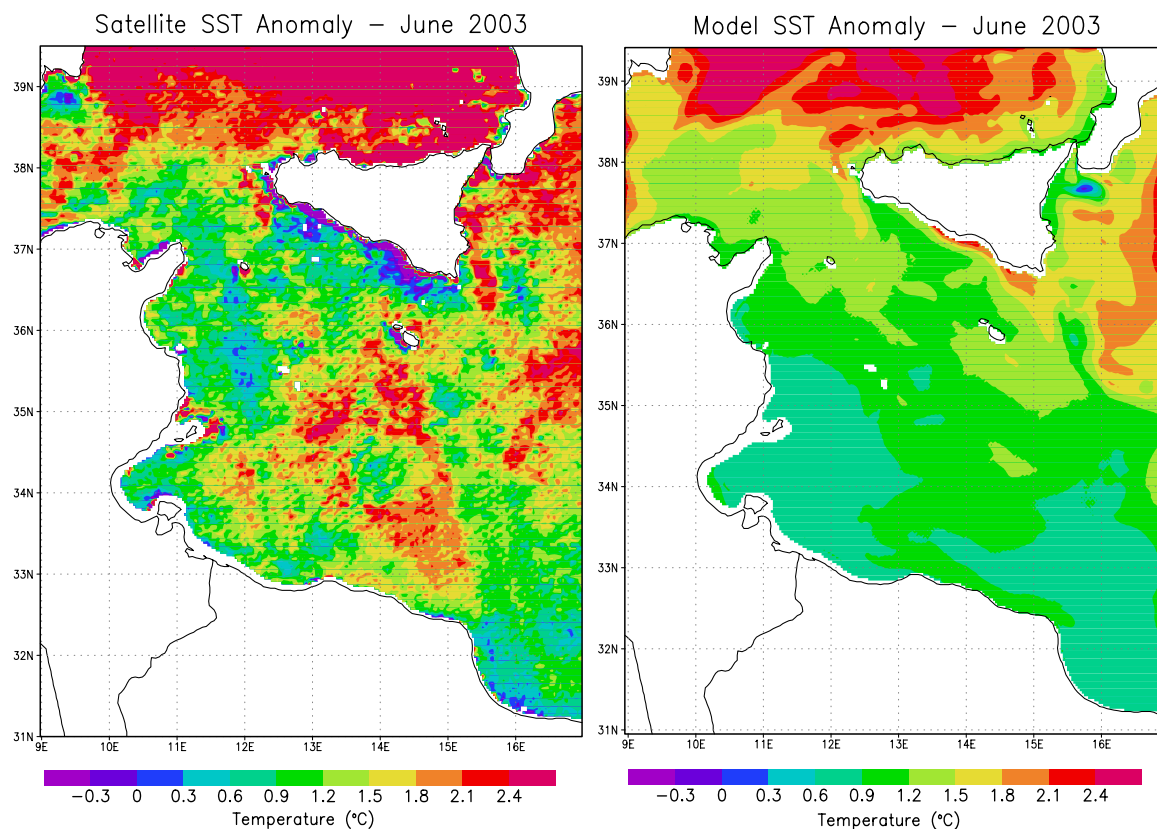 Satellite SST Anomaly – June 2003
39N
38N
37N
36N
35N
34N
33N
32N
31N
9E 10E 11E 12E 13E 14E 15E 16E
−0.3 0 0.3 0.6 0.9 1.2 1.5 1.8 2.1 2.4
Temperature (°C)
Model SST Anomaly – June 2003
39N
38N
37N
36N
35N
34N
33N
32N
31N
9E 10E 11E 12E 13E 14E 15E 16E
−0.3 0 0.3 0.6 0.9 1.2 1.5 1.8 2.1 2.4
Temperature (°C)